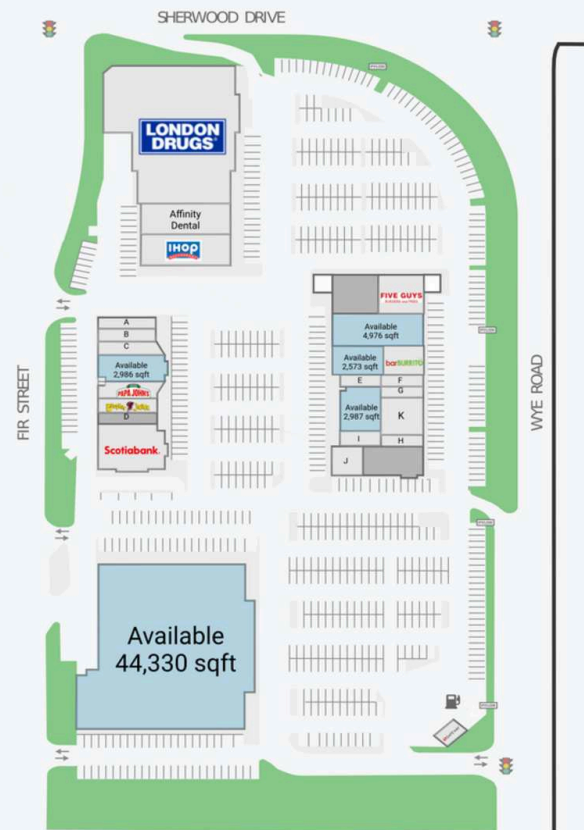 SHERWOOD DRIVE
LONDON
DRUGS
Affinity
Dental
IHOP
FIVE GUYS
A
B
C
Available
4,976 sqft
Available
2,986 sqft
Available
2,573 sqft
barBURRITO
PAPA JOHN'S
E
F
G
D
Available
2,987 sqft
K
Scotiabank
I
H
J
FIR STREET
WYE ROAD
Available
44,330 sqft